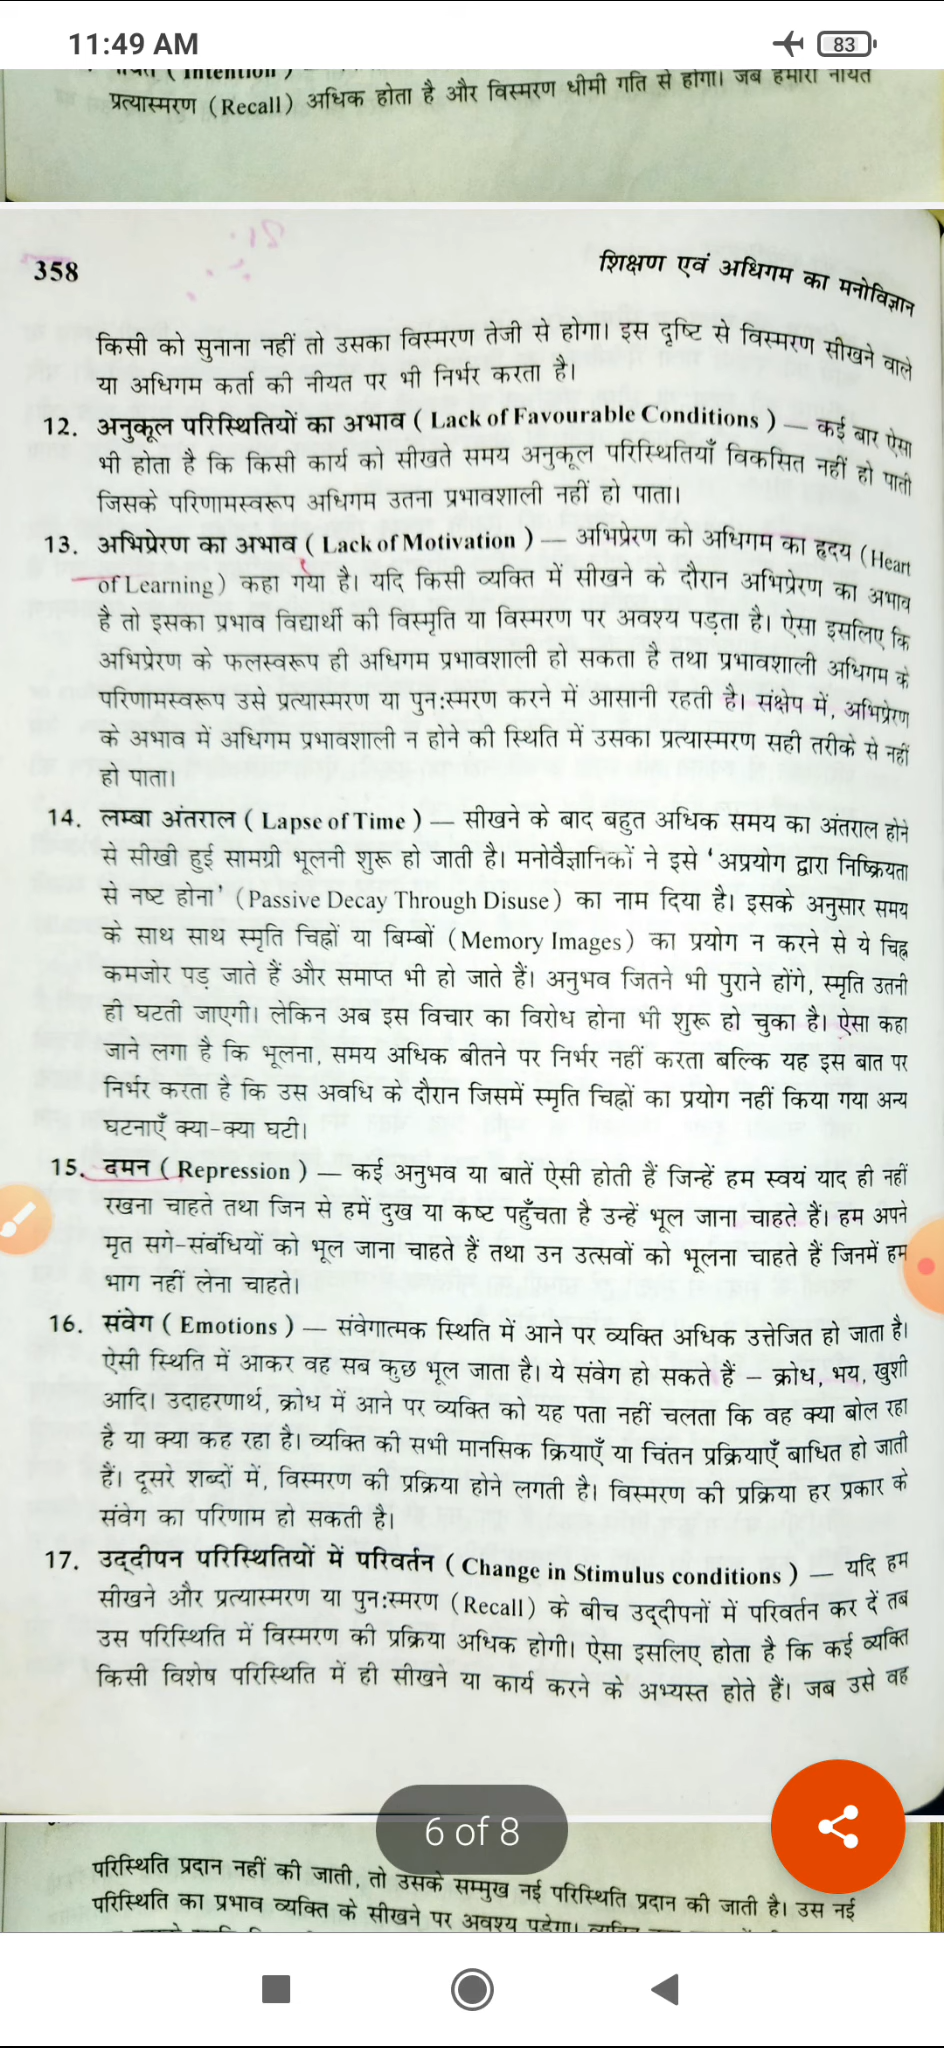 11:49 AM
83
(Intention)
प्रत्यास्मरण (Recall) अधिक होता है और विस्मरण धीमी गति से होगा। जब हमारी नीयत
358
शिक्षण एवं अधिगम का मनोविज्ञान
किसी को सुनाना नहीं तो उसका विस्मरण तेजी से होगा। इस दृष्टि से विस्मरण सीखने वाले
या अधिगम कर्ता की नीयत पर भी निर्भर करता है।
12. अनुकूल परिस्थितियों का अभाव ( Lack of Favourable Conditions ) — कई बार ऐसा
भी होता है कि किसी कार्य को सीखते समय अनुकूल परिस्थितियाँ विकसित नहीं हो पाती
जिसके परिणामस्वरूप अधिगम उतना प्रभावशाली नहीं हो पाता।
13. अभिप्रेरण का अभाव ( Lack of Motivation ) — अभिप्रेरण को अधिगम का हृदय (Heart
of Learning) कहा गया है। यदि किसी व्यक्ति में सीखने के दौरान अभिप्रेरण का अभाव
है तो इसका प्रभाव विद्यार्थी की विस्मृति या विस्मरण पर अवश्य पड़ता है। ऐसा इसलिए कि
अभिप्रेरण के फलस्वरूप ही अधिगम प्रभावशाली हो सकता है तथा प्रभावशाली अधिगम के
परिणामस्वरूप उसे प्रत्यास्मरण या पुन:स्मरण करने में आसानी रहती है। संक्षेप में, अभिप्रेरण
के अभाव में अधिगम प्रभावशाली न होने की स्थिति में उसका प्रत्यास्मरण सही तरीके से नहीं
हो पाता।
14. लम्बा अंतराल ( Lapse of Time ) — सीखने के बाद बहुत अधिक समय का अंतराल होने
से सीखी हुई सामग्री भूलनी शुरू हो जाती है। मनोवैज्ञानिकों ने इसे ‘अप्रयोग द्वारा निष्क्रियता
से नष्ट होना’ (Passive Decay Through Disuse) का नाम दिया है। इसके अनुसार समय
के साथ साथ स्मृति चिह्नों या बिम्बों (Memory Images) का प्रयोग न करने से ये चिह्न
कमजोर पड़ जाते हैं और समाप्त भी हो जाते हैं। अनुभव जितने भी पुराने होंगे, स्मृति उतनी
ही घटती जाएगी। लेकिन अब इस विचार का विरोध होना भी शुरू हो चुका है। ऐसा कहा
जाने लगा है कि भूलना, समय अधिक बीतने पर निर्भर नहीं करता बल्कि यह इस बात पर
निर्भर करता है कि उस अवधि के दौरान जिसमें स्मृति चिह्नों का प्रयोग नहीं किया गया अन्य
घटनाएँ क्या-क्या घटी।
15. दमन ( Repression ) — कई अनुभव या बातें ऐसी होती हैं जिन्हें हम स्वयं याद ही नहीं
रखना चाहते तथा जिन से हमें दुख या कष्ट पहुँचता है उन्हें भूल जाना चाहते हैं। हम अपने
मृत सगे-संबंधियों को भूल जाना चाहते हैं तथा उन उत्सवों को भूलना चाहते हैं जिनमें हम
भाग नहीं लेना चाहते।
16. संवेग ( Emotions ) — संवेगात्मक स्थिति में आने पर व्यक्ति अधिक उत्तेजित हो जाता है।
ऐसी स्थिति में आकर वह सब कुछ भूल जाता है। ये संवेग हो सकते हैं – क्रोध, भय, खुशी
आदि। उदाहरणार्थ, क्रोध में आने पर व्यक्ति को यह पता नहीं चलता कि वह क्या बोल रहा
है या क्या कह रहा है। व्यक्ति की सभी मानसिक क्रियाएँ या चिंतन प्रक्रियाएँ बाधित हो जाती
हैं। दूसरे शब्दों में, विस्मरण की प्रक्रिया होने लगती है। विस्मरण की प्रक्रिया हर प्रकार के
संवेग का परिणाम हो सकती है।
17. उद्‌दीपन परिस्थितियों में परिवर्तन ( Change in Stimulus conditions ) — यदि हम
सीखने और प्रत्यास्मरण या पुन:स्मरण (Recall) के बीच उद्‌दीपनों में परिवर्तन कर दें तब
उस परिस्थिति में विस्मरण की प्रक्रिया अधिक होगी। ऐसा इसलिए होता है कि कई व्यक्ति
किसी विशेष परिस्थिति में ही सीखने या कार्य करने के अभ्यस्त होते हैं। जब उसे वह
6 of 8
परिस्थिति प्रदान नहीं की जाती, तो उसके सम्मुख नई परिस्थिति प्रदान की जाती है। उस नई
परिस्थिति का प्रभाव व्यक्ति के सीखने पर अवश्य पड़ेगा।